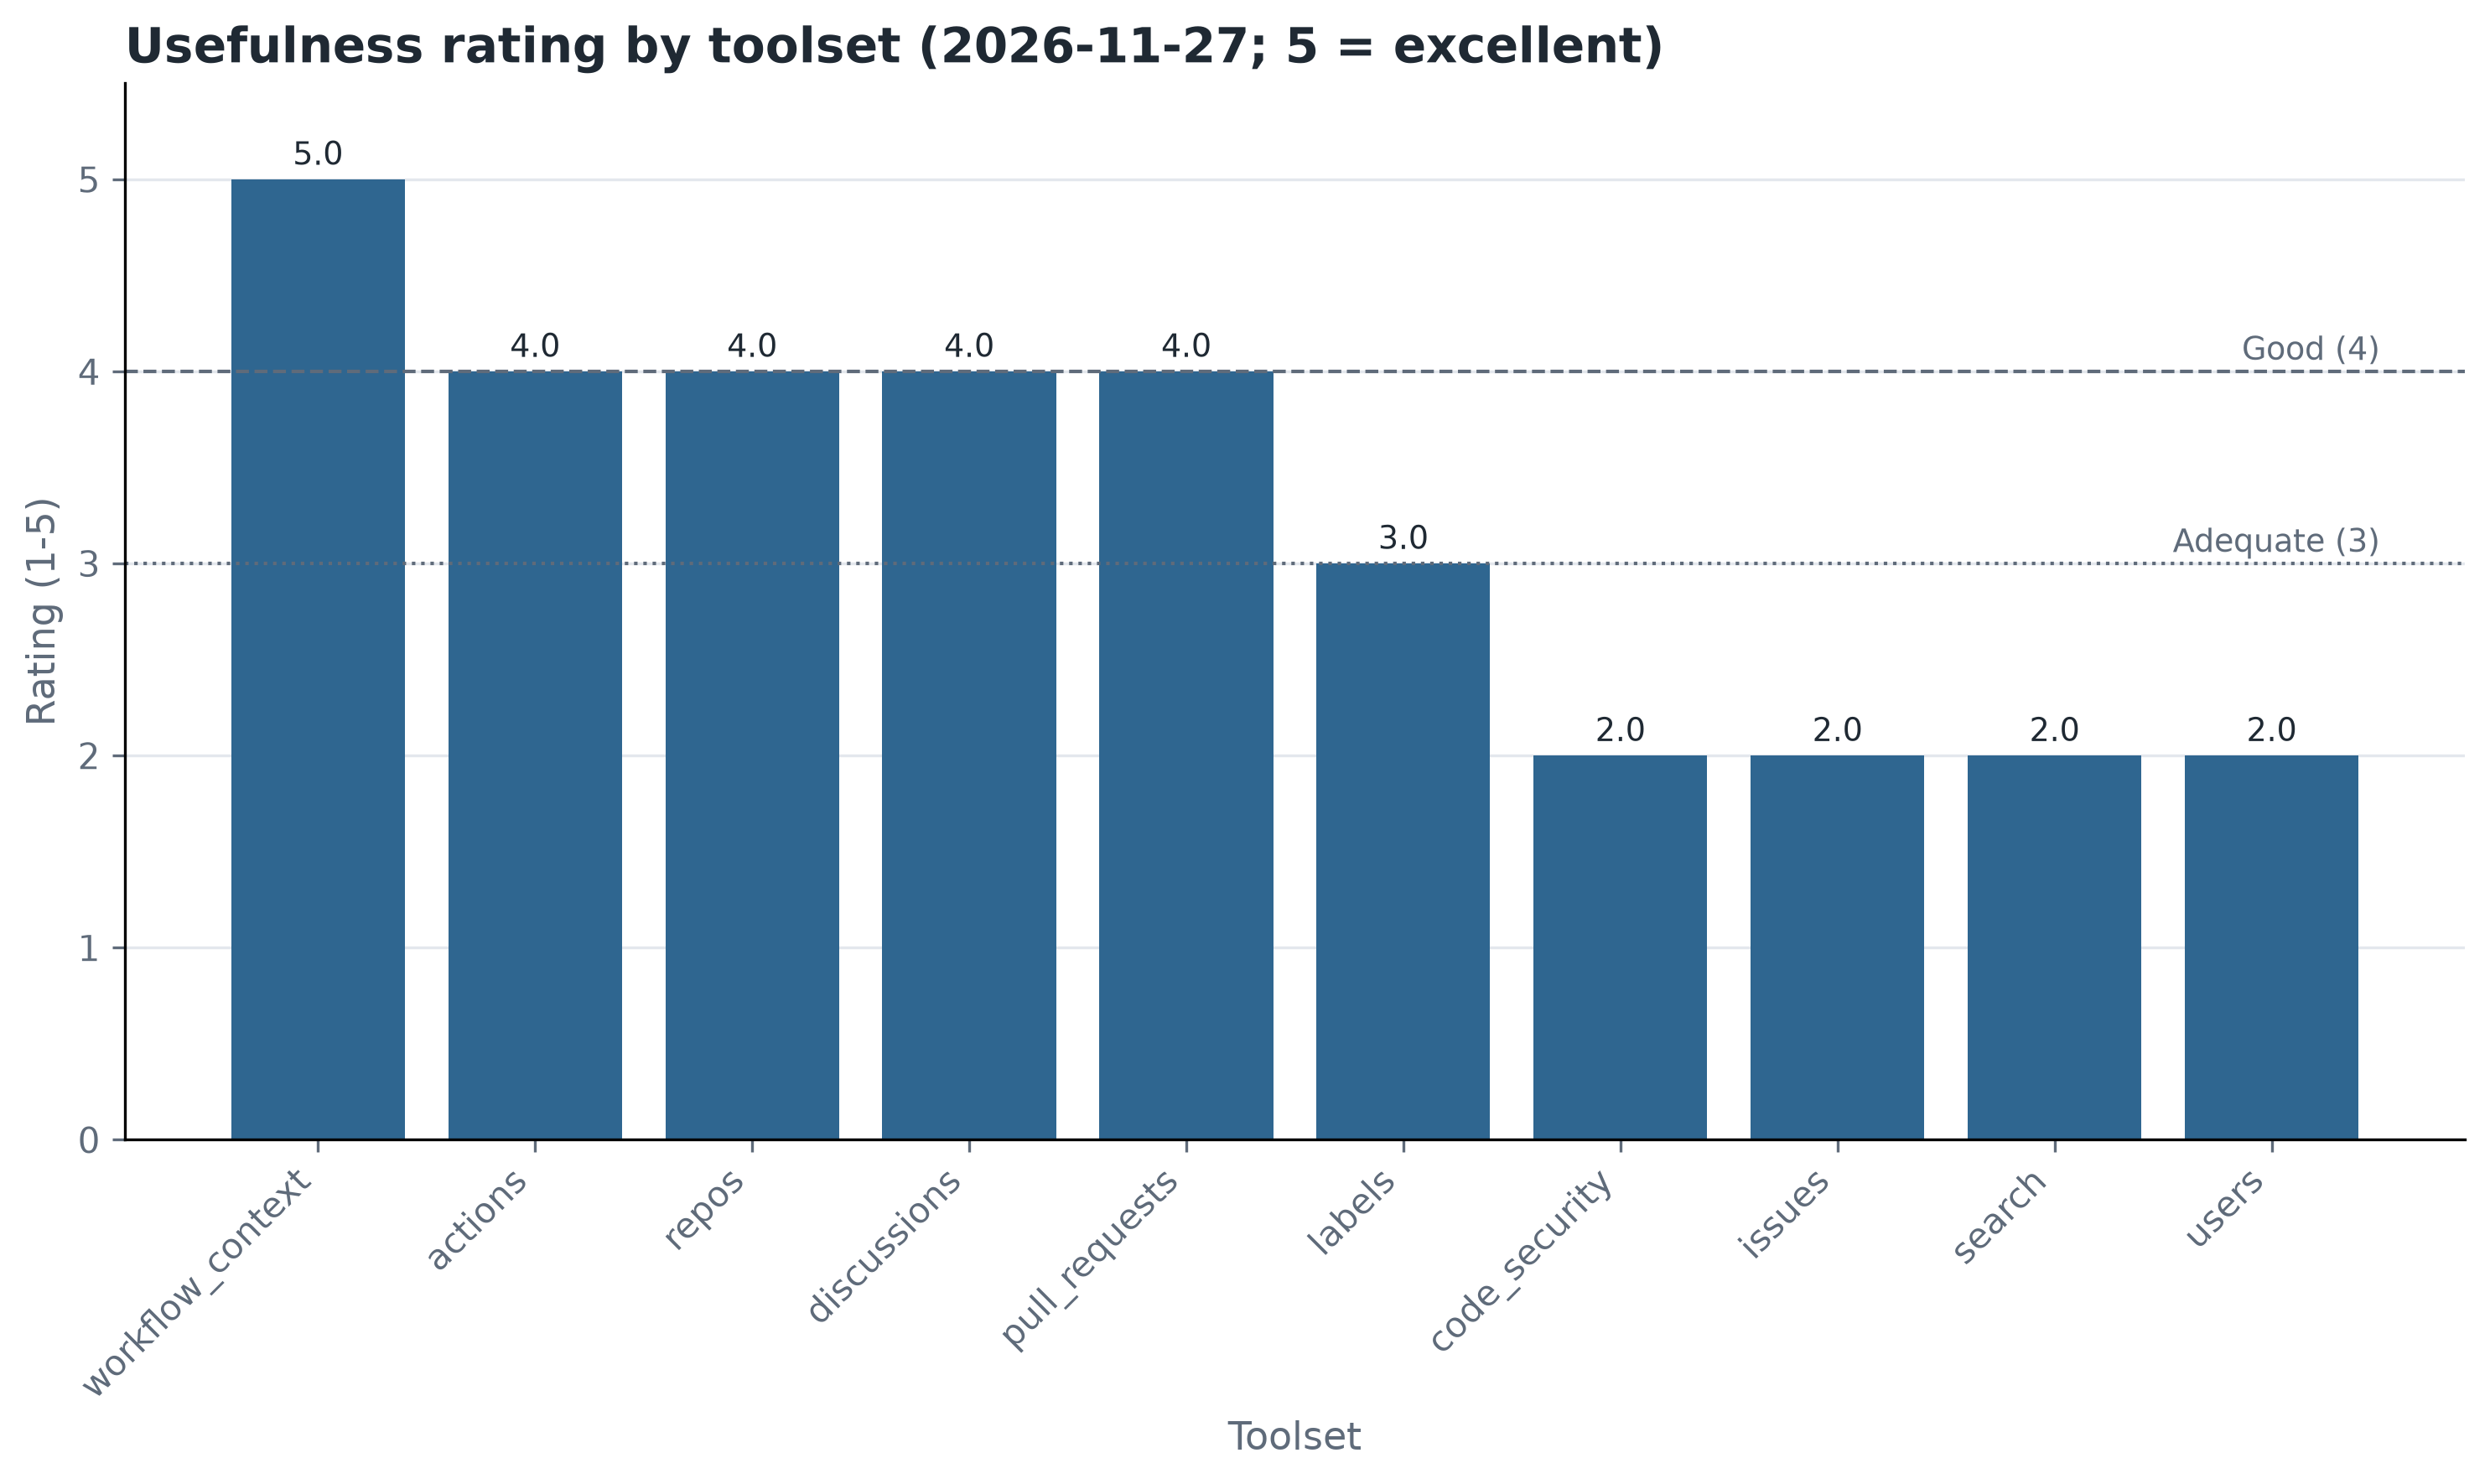 Usefulness rating by toolset (2026-11-27; 5 = excellent)
Rating (1-5)
5
4
3
2
1
0
5.0
4.0
4.0
4.0
4.0
3.0
2.0
2.0
2.0
2.0
Good (4)
Adequate (3)
workflow_context
actions
repos
discussions
pull_requests
labels
code_security
issues
search
users
Toolset